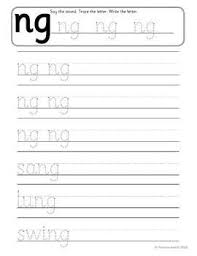 Say the sound. Trace the letter. Write the letter.
ng ng ng ng
ng ng
ng ng
ng ng
sang
lung
swing